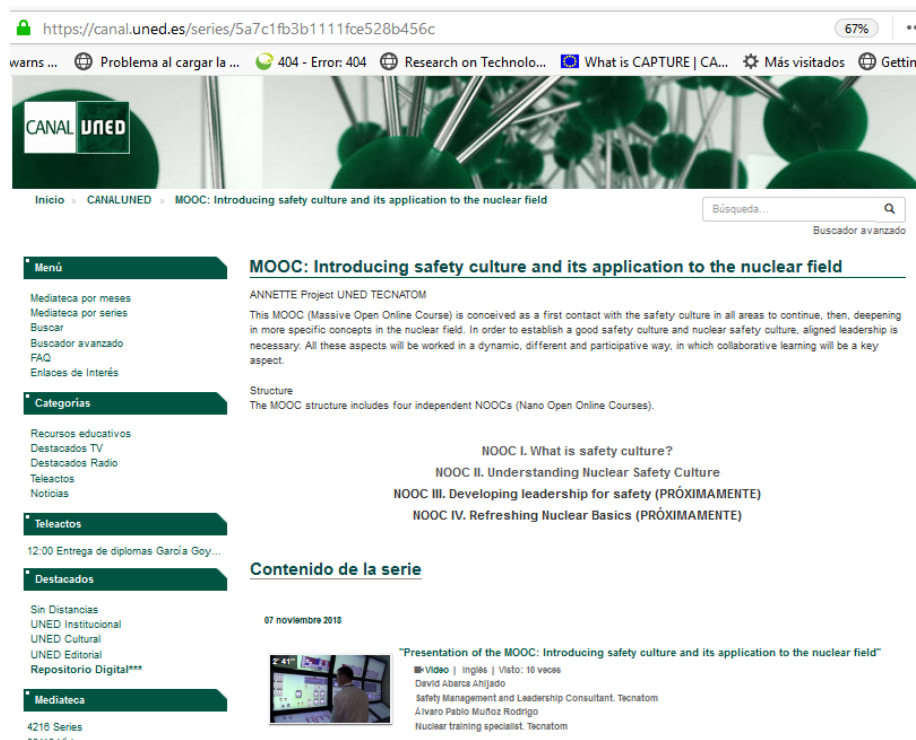 https://canal.uned.es/series/5a7c1fb3b1111fce528b456c
67%
warns ...
Problema al cargar la ...
404 - Error: 404
Research on Technolo...
What is CAPTURE | CA...
Más visitados
Gettin
CANAL UNED
Inicio » CANALUNED » MOOC: Introducing safety culture and its application to the nuclear field
Búsqueda...
Buscador avanzado
Menú
Mediateca por meses
Mediateca por series
Buscar
Buscador avanzado
FAQ
Enlaces de Interés
Categorías
Recursos educativos
Destacados TV
Destacados Radio
Teleactos
Noticias
Teleactos
12:00 Entrega de diplomas García Goy...
Destacados
Sin Distancias
UNED Institucional
UNED Cultural
UNED Editorial
Repositorio Digital***
Mediateca
4216 Series
MOOC: Introducing safety culture and its application to the nuclear field
ANNETTE Project UNED TECNATOM
This MOOC (Massive Open Online Course) is conceived as a first contact with the safety culture in all areas to continue, then, deepening
in more specific concepts in the nuclear field. In order to establish a good safety culture and nuclear safety culture, aligned leadership is
necessary. All these aspects will be worked in a dynamic, different and participative way, in which collaborative learning will be a key
aspect.
Structure
The MOOC structure includes four independent NOOCs (Nano Open Online Courses).
NOOC I. What is safety culture?
NOOC II. Understanding Nuclear Safety Culture
NOOC III. Developing leadership for safety (PRÓXIMAMENTE)
NOOC IV. Refreshing Nuclear Basics (PRÓXIMAMENTE)
Contenido de la serie
07 noviembre 2018
2' 41"
"Presentation of the MOOC: Introducing safety culture and its application to the nuclear field"
Video | Inglés | Visto: 10 veces
David Abarca Ahijado
Safety Management and Leadership Consultant. Tecnatom
Álvaro Pablo Muñoz Rodrigo
Nuclear training specialist. Tecnatom